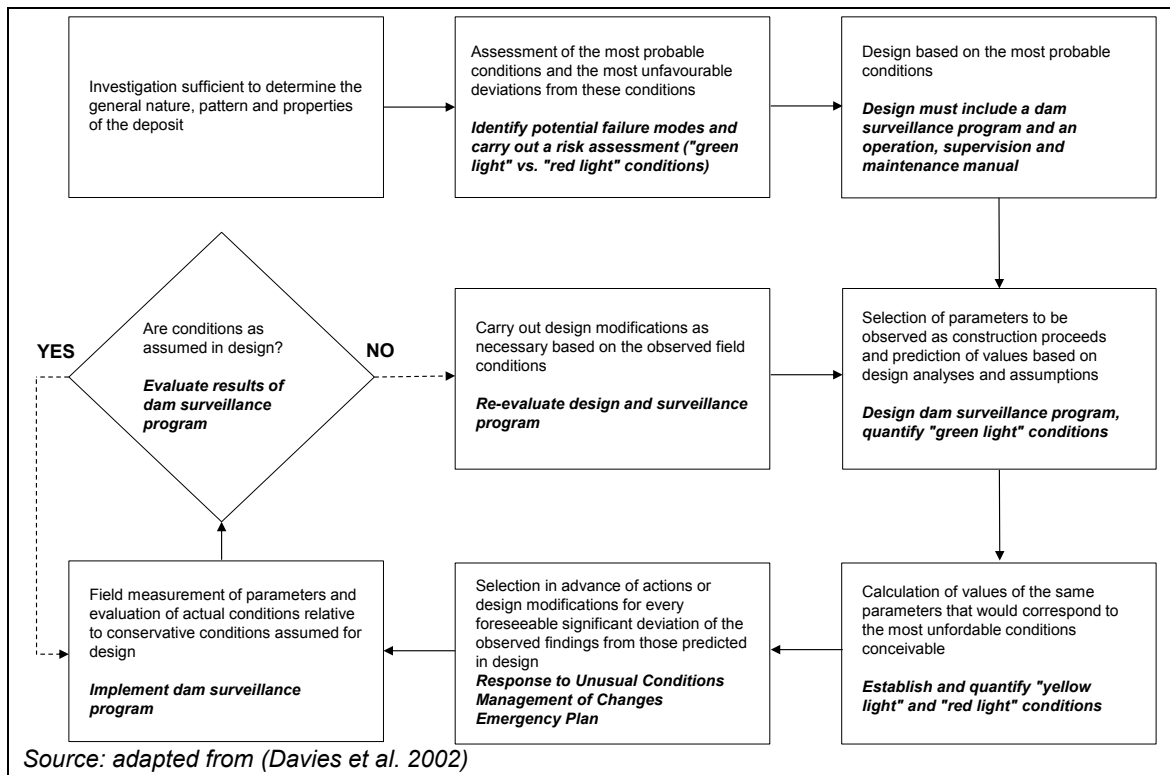 Investigation sufficient to determine the
general nature, pattern and properties
of the deposit
Assessment of the most probable
conditions and the most unfavourable
deviations from these conditions
Identify potential failure modes and
carry out a risk assessment ("green
light" vs. "red light" conditions)
Design based on the most probable
conditions
Design must include a dam
surveillance program and an
operation, supervision and
maintenance manual
YES
Are conditions as
assumed in design?
Evaluate results of
dam surveillance
program
NO
Carry out design modifications as
necessary based on the observed field
conditions
Re-evaluate design and surveillance
program
Selection of parameters to be
observed as construction proceeds
and prediction of values based on
design analyses and assumptions
Design dam surveillance program,
quantify "green light" conditions
Field measurement of parameters and
evaluation of actual conditions relative
to conservative conditions assumed for
design
Implement dam surveillance
program
Selection in advance of actions or
design modifications for every
foreseeable significant deviation of the
observed findings from those predicted
in design
Response to Unusual Conditions
Management of Changes
Emergency Plan
Calculation of values of the same
parameters that would correspond to
the most unfordable conditions
conceivable
Establish and quantify "yellow
light" and "red light" conditions
Source: adapted from (Davies et al. 2002)